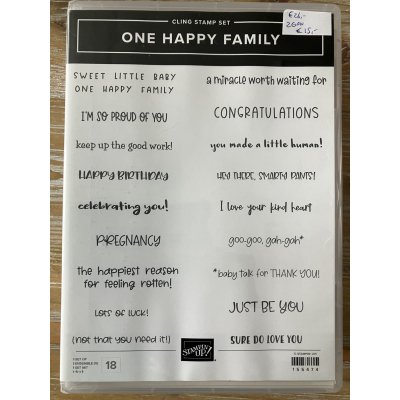 CLING STAMP SET
ONE HAPPY FAMILY
€26,-
€15,-
SWEET LITTLE BABY
ONE HAPPY FAMILY
I'M SO PROUD OF YOU
keep up the good work!
HAPPY BIRTHDAY
celebrating you!
PREGNANCY
the happiest reason
for feeling rotten!
LOTS OF LUCK!
(not that you need it!)
a miracle worth waiting for
CONGRATULATIONS
you made a little human!
HEY THERE, SMARTY PANTS!
I love your kind heart
goo-goo, gah-gah*
*baby talk for THANK YOU!
JUST BE YOU
SURE DO LOVE YOU
18
STAMPIN' UP!
© STAMPIN' UP!